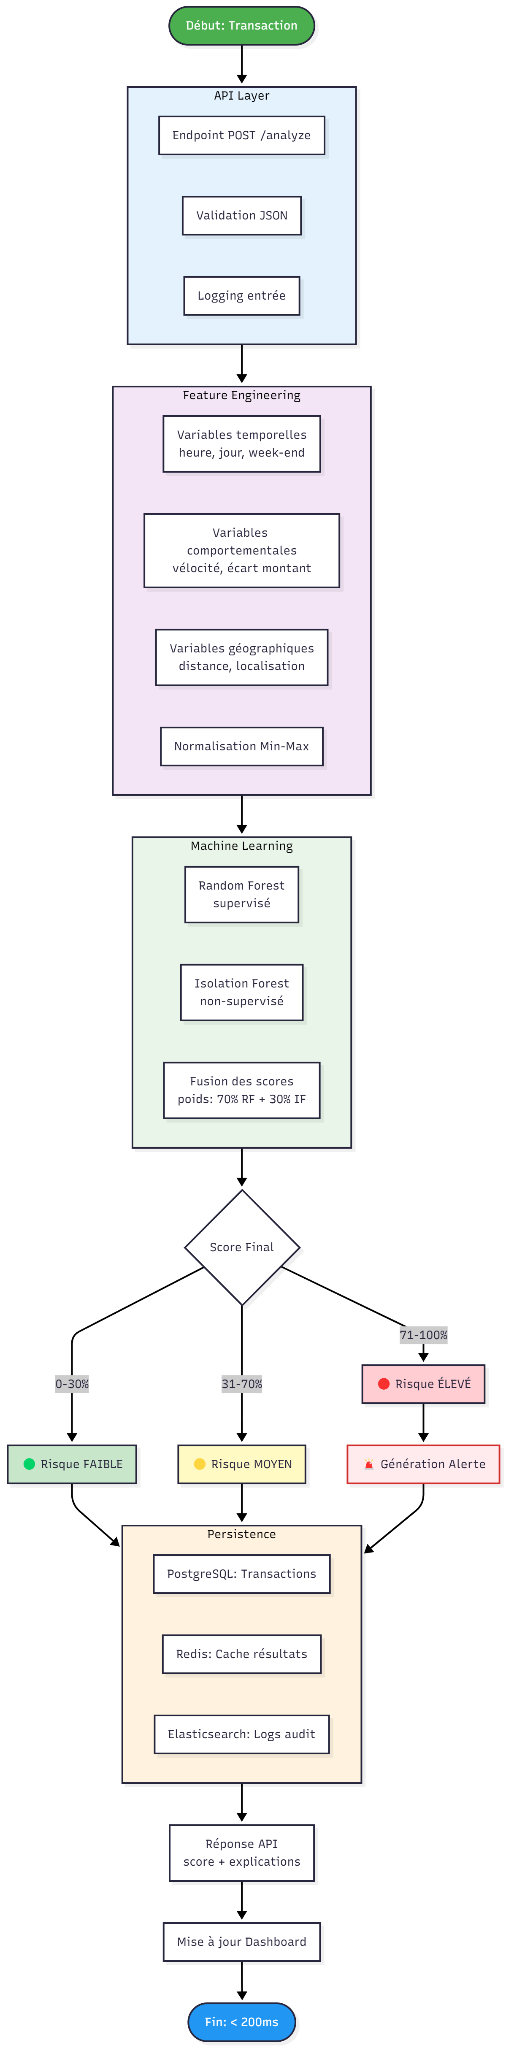 Début: Transaction
API Layer
Endpoint POST /analyze
Validation JSON
Logging entrée
Feature Engineering
Variables temporelles
heure, jour, week-end
Variables
comportementales
vélocité, écart montant
Variables géographiques
distance, localisation
Normalisation Min-Max
Machine Learning
Random Forest
supervisé
Isolation Forest
non-supervisé
Fusion des scores
poids: 70% RF + 30% IF
Score Final
71-100%
0-30%
31-70%
Risque ÉLEVÉ
Risque FAIBLE
Risque MOYEN
Génération Alerte
Persistence
PostgreSQL: Transactions
Redis: Cache résultats
Elasticsearch: Logs audit
Réponse API
score + explications
Mise à jour Dashboard
Fin: < 200ms